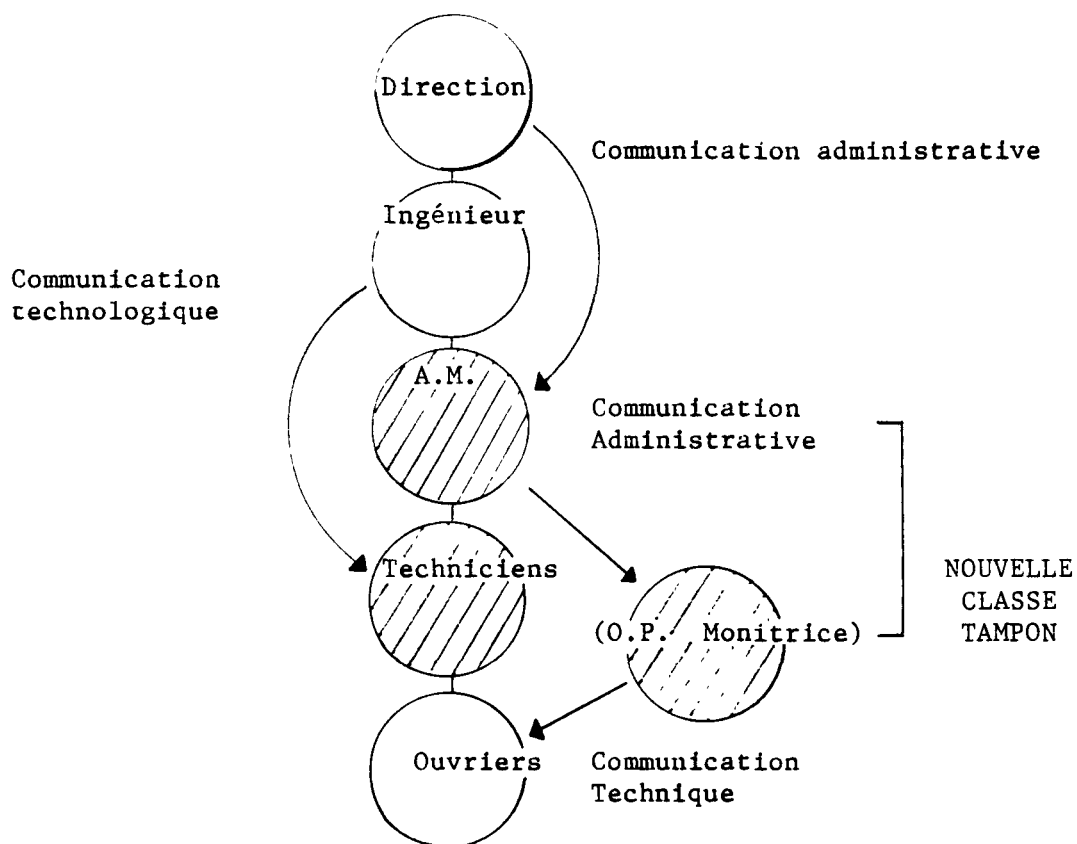 Direction
Communication administrative
Ingénieur
Communication
technologique
A.M.
Communication
Administrative
Techniciens
NOUVELLE
CLASSE
TAMPON
(O.P. Monitrice)
Ouvriers
Communication
Technique